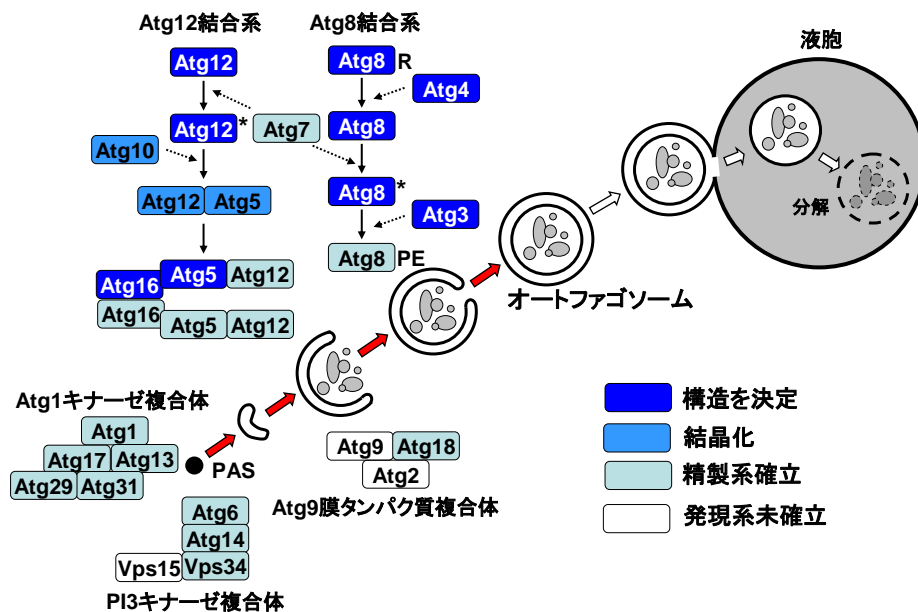 Atg12結合系
Atg8結合系
液胞
Atg12
Atg8 R
Atg4
Atg12 *
Atg7
Atg8
Atg10
Atg8 *
Atg12 Atg5
Atg3
分解
Atg8 PE
Atg5 Atg12
Atg16
Atg16
Atg5 Atg12
オートファゴソーム
Atg1キナーゼ複合体
Atg1
Atg17 Atg13
Atg29 Atg31
PAS
Atg9 Atg18
Atg2
Atg9膜タンパク質複合体
Atg6
Atg14
Vps15 Vps34
PI3キナーゼ複合体
構造を決定
結晶化
精製系確立
発現系未確立